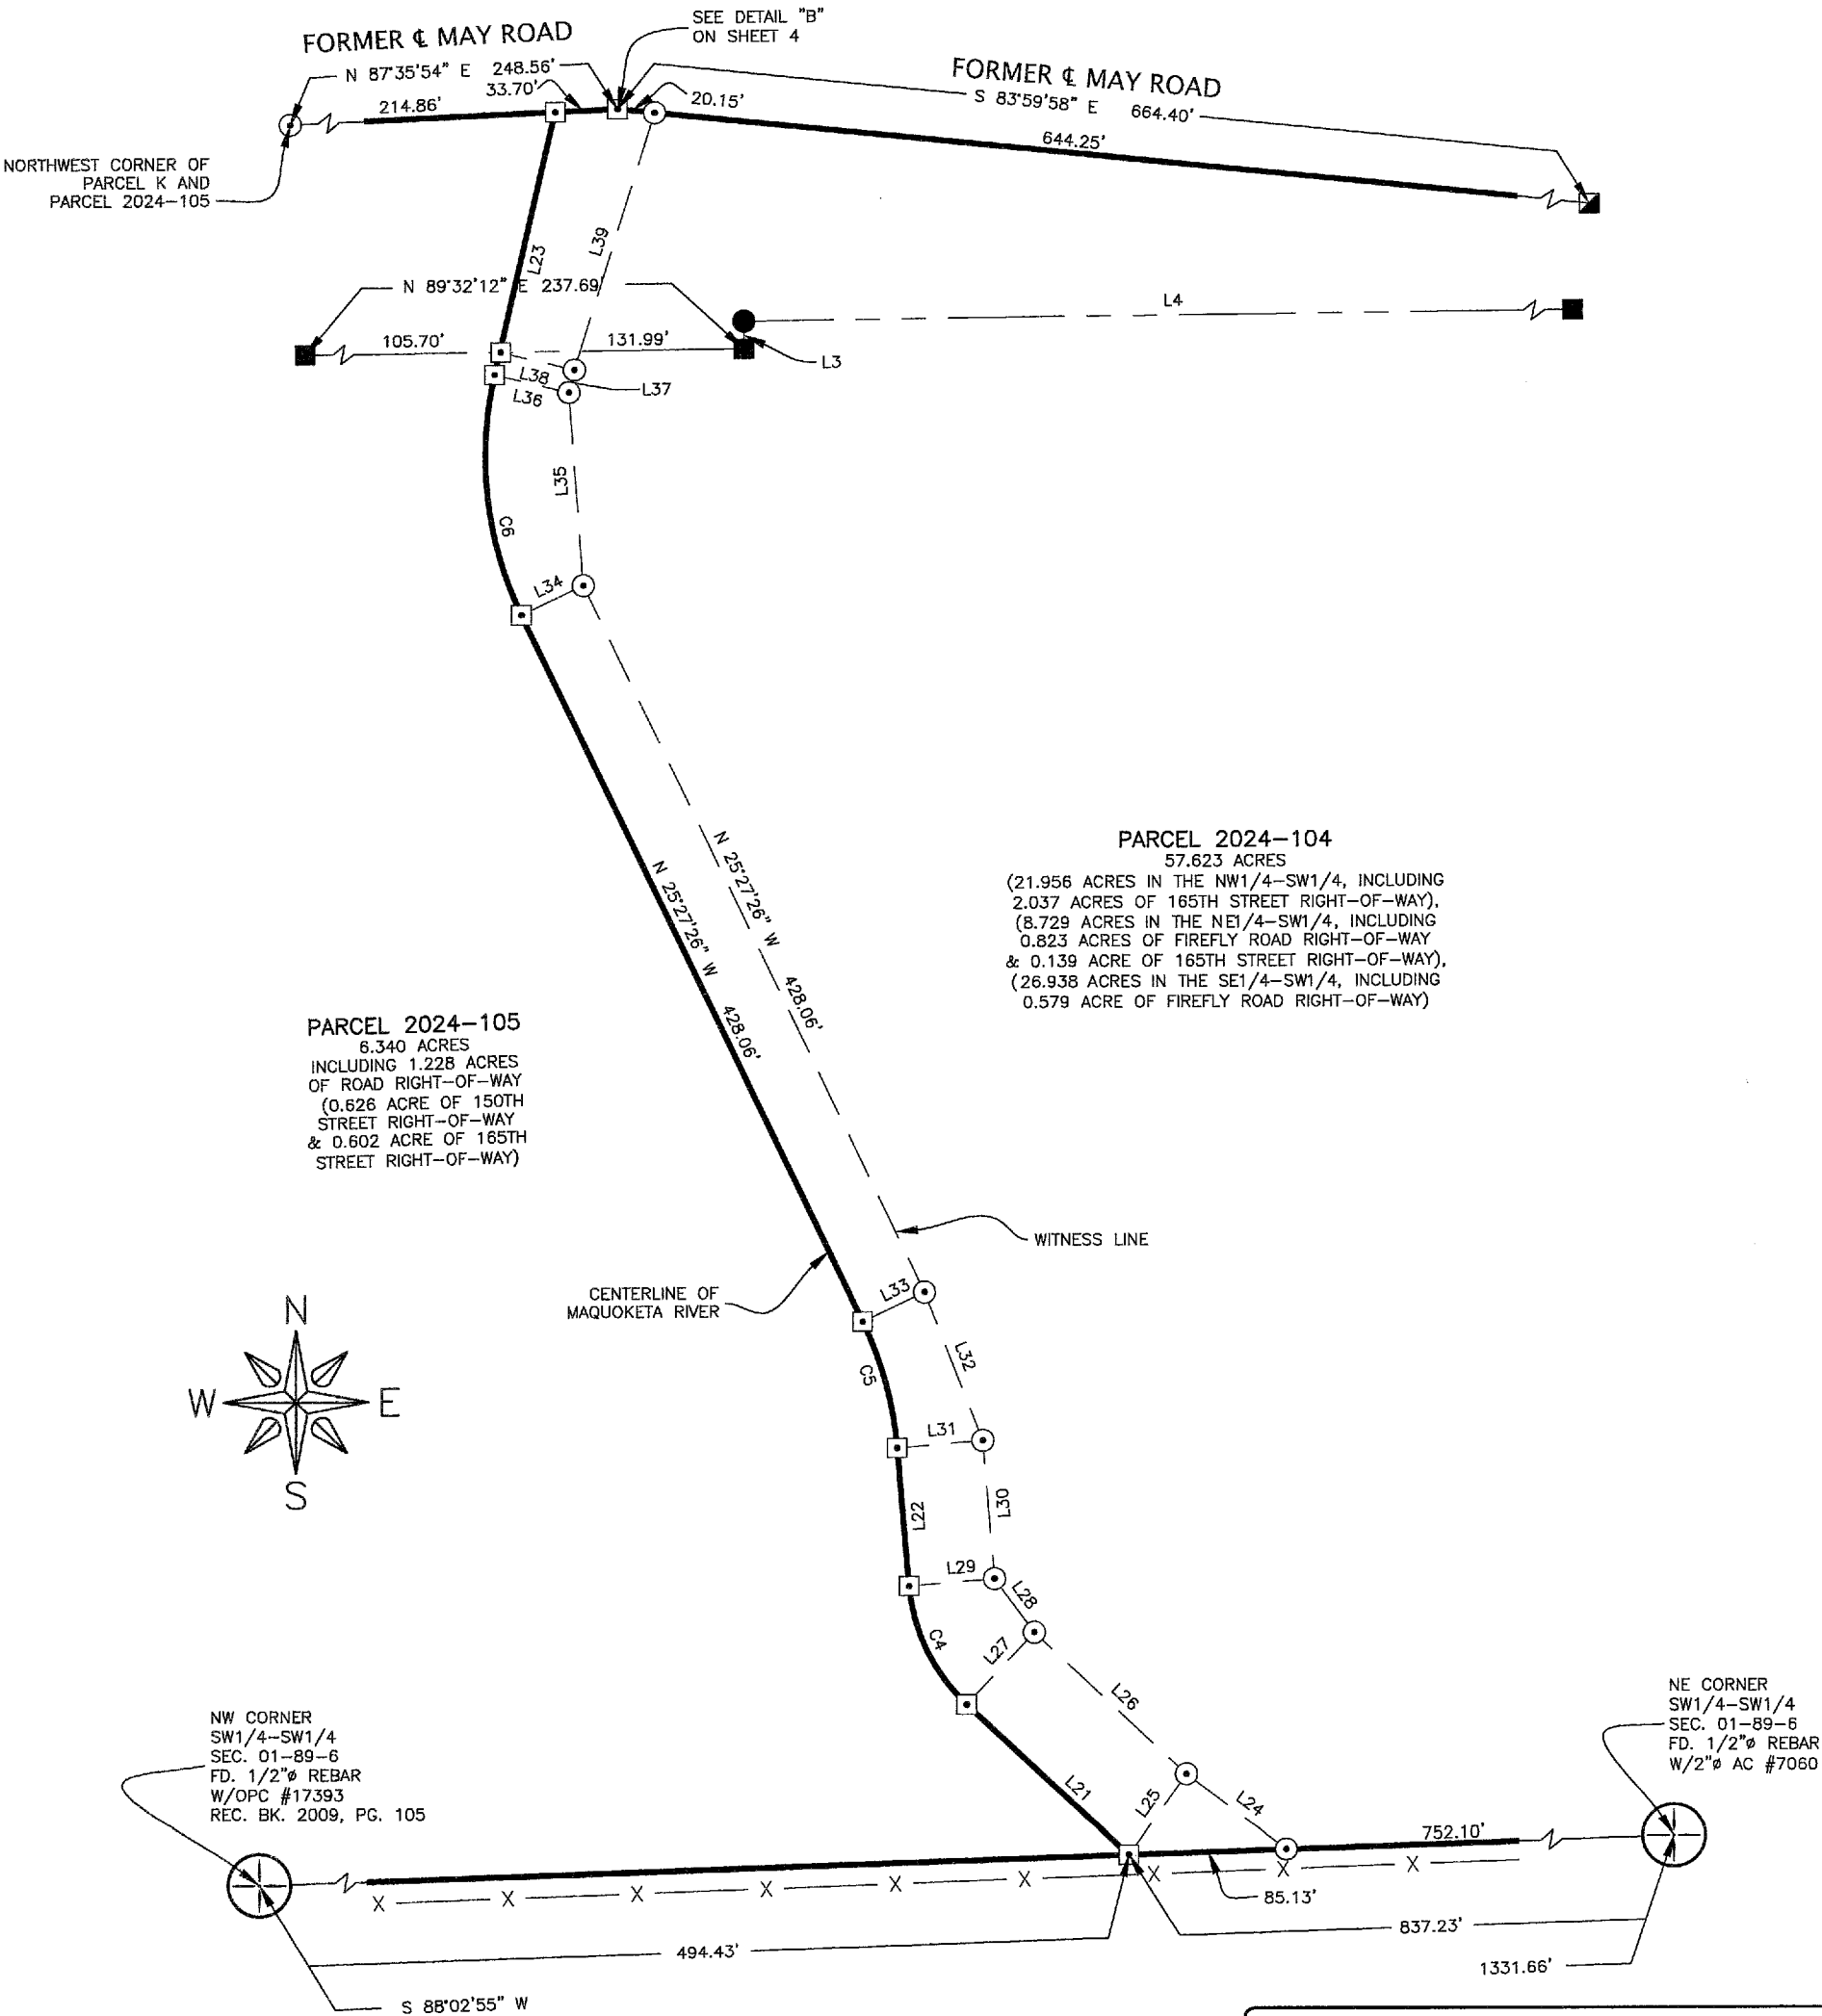 SEE DETAIL "B"
ON SHEET 4
FORMER ℄ MAY ROAD
N 87°35'54" E 248.56'
33.70'
214.86'
20.15'
FORMER ℄ MAY ROAD
S 83°59'58" E 664.40'
644.25'
NORTHWEST CORNER OF
PARCEL K AND
PARCEL 2024-105
L39
L23
N 89°32'12" E 237.69'
L4
105.70'
131.99'
L3
L38
L37
L36
L35
C6
L34
N 25°27'26" W 428.06'
N 25°27'26" W 428.06'
PARCEL 2024-104
57.623 ACRES
(21.956 ACRES IN THE NW1/4-SW1/4, INCLUDING
2.037 ACRES OF 165TH STREET RIGHT-OF-WAY),
(8.729 ACRES IN THE NE1/4-SW1/4, INCLUDING
0.823 ACRES OF FIREFLY ROAD RIGHT-OF-WAY
& 0.139 ACRE OF 165TH STREET RIGHT-OF-WAY),
(26.938 ACRES IN THE SE1/4-SW1/4, INCLUDING
0.579 ACRE OF FIREFLY ROAD RIGHT-OF-WAY)
PARCEL 2024-105
6.340 ACRES
INCLUDING 1.228 ACRES
OF ROAD RIGHT-OF-WAY
(0.626 ACRE OF 150TH
STREET RIGHT-OF-WAY
& 0.602 ACRE OF 165TH
STREET RIGHT-OF-WAY)
WITNESS LINE
CENTERLINE OF
MAQUOKETA RIVER
L33
N
W E
S
C5
L32
L31
L22
L30
L29
L28
C4
L27
L26
L21
L25
L24
NW CORNER
SW1/4-SW1/4
SEC. 01-89-6
FD. 1/2"ø REBAR
W/OPC #17393
REC. BK. 2009, PG. 105
NE CORNER
SW1/4-SW1/4
SEC. 01-89-6
FD. 1/2"ø REBAR
W/2"ø AC #7060
752.10'
X X X X X X X X X
85.13'
837.23'
494.43'
1331.66'
S 88°02'55" W